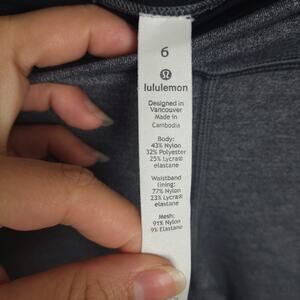 6
lululemon
Designed in
Vancouver
Made in
Cambodia
Body:
43% Nylon
32% Polyester
25% Lycra®
elastane
Waistband
lining:
77% Nylon
23% Lycra®
elastane
Mesh:
91% Nylon
9% Elastane